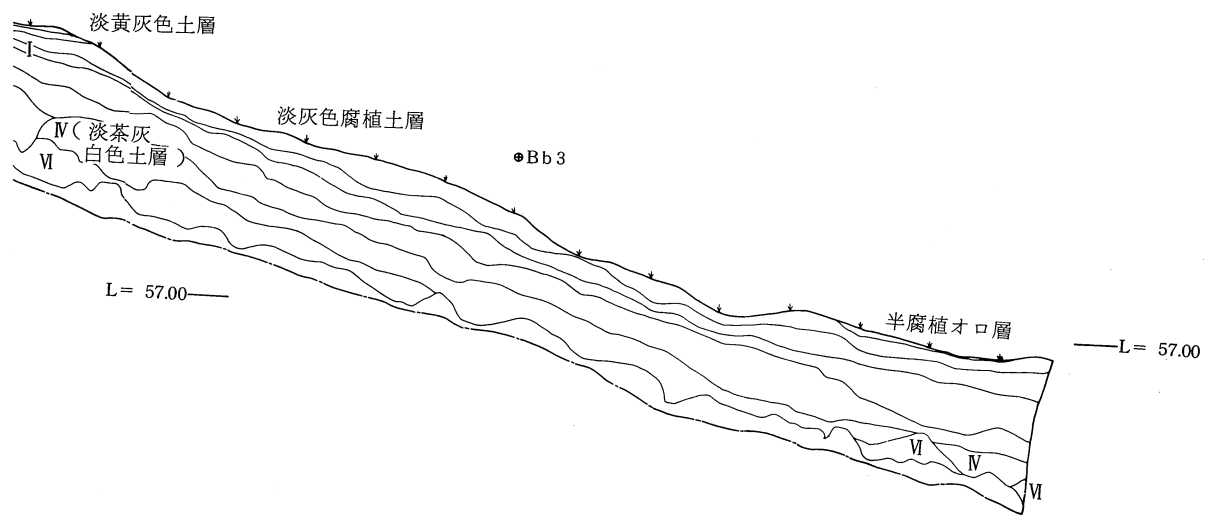 淡黄灰色土層
Ⅰ
淡灰色腐植土層
Ⅳ(淡茶灰
白色土層)
Ⅵ
⊕Bb3
L= 57.00
半腐植オロ層
L= 57.00
Ⅵ
Ⅳ
Ⅵ